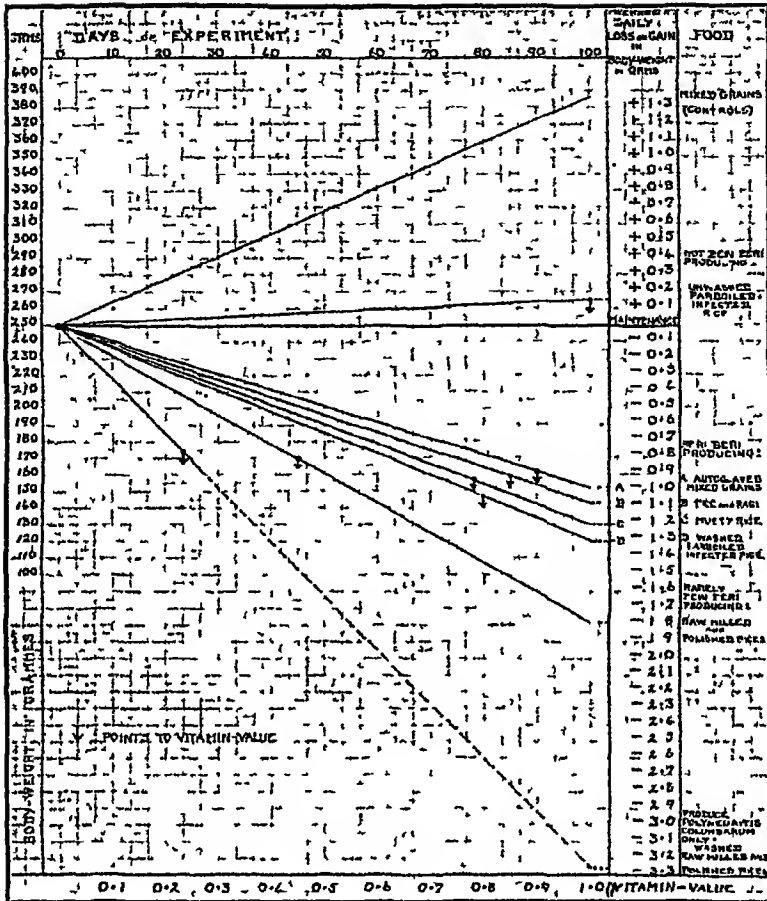 GRMS
DAYS OF EXPERIMENT
DAILY
LOSS OR GAIN
IN
BODY-WEIGHT
IN GRMS
FOOD
0 10 20 30 40 50 60 70 80 90 100
400
390
380
370
360
350
340
330
320
310
300
290
280
270
260
250
240
230
220
210
200
190
180
170
160
150
140
130
120
110
100
BODY-WEIGHT IN GRAMMES
POINTS TO VITAMIN-VALUE
+ 1.3
+ 1.2
+ 1.1
+ 1.0
+ 0.9
+ 0.8
+ 0.7
+ 0.6
+ 0.5
+ 0.4
+ 0.3
+ 0.2
+ 0.1
MAINTENANCE
- 0.1
- 0.2
- 0.3
- 0.4
- 0.5
- 0.6
- 0.7
- 0.8
- 0.9
A - 1.0
B - 1.1
C - 1.2
D - 1.3
- 1.4
- 1.5
- 1.6
- 1.7
- 1.8
- 1.9
- 2.0
- 2.1
- 2.2
- 2.3
- 2.4
- 2.5
- 2.6
- 2.7
- 2.8
- 2.9
- 3.0
- 3.1
- 3.2
- 3.3
MIXED GRAINS
(CONTROLS)
NOT BERI BERI
PRODUCING
UNWASHED
PARBOILED
INFECTED
RICE
BERI BERI
PRODUCING:
A AUTOCLAVED
MIXED GRAINS
B RICE AND RAGI
C MUSTY RICE
D WASHED
PARBOILED
INFECTED RICE
RARELY
BERI BERI
PRODUCING:
RAW MILLED
AND
POLISHED RICES
PRODUCE
POLYNEURITIS
COLUMBARUM
ONLY:
WASHED
RAW MILLED AND
POLISHED RICES
0.1 0.2 0.3 0.4 0.5 0.6 0.7 0.8 0.9 1.0 VITAMIN-VALUE